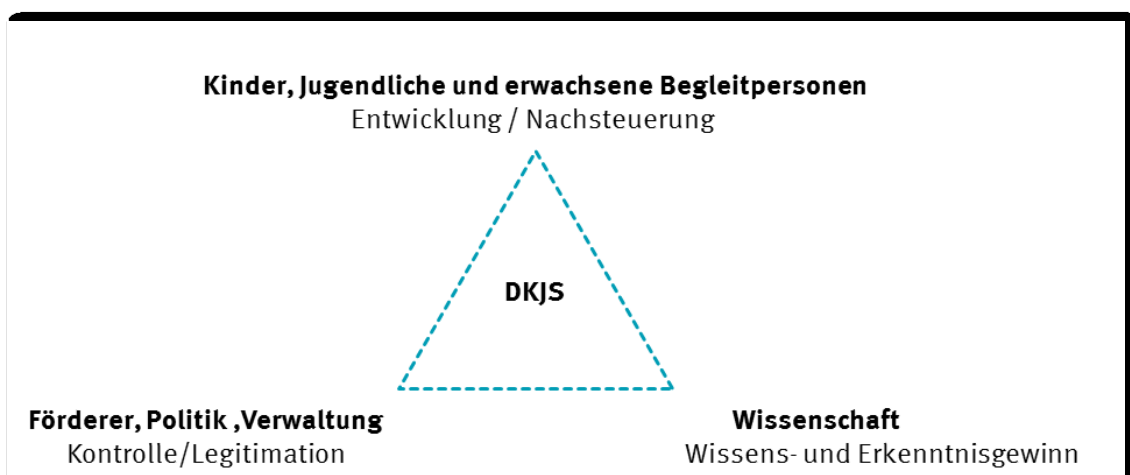 Kinder, Jugendliche und erwachsene Begleitpersonen
Entwicklung / Nachsteuerung
DKJS
Förderer, Politik ,Verwaltung
Kontrolle/Legitimation
Wissenschaft
Wissens- und Erkenntnisgewinn